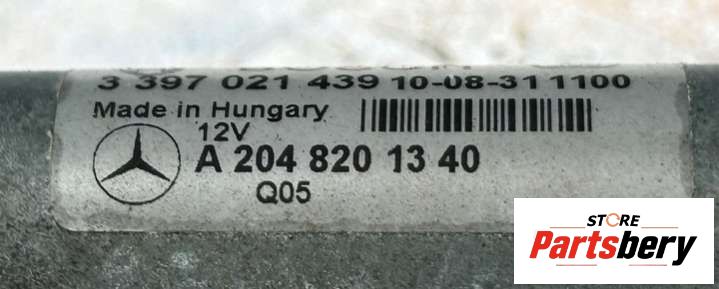 3 397 021 439 10-08-31 1100
Made in Hungary
12V
A 204 820 13 40
Q05
STORE
Partsbery